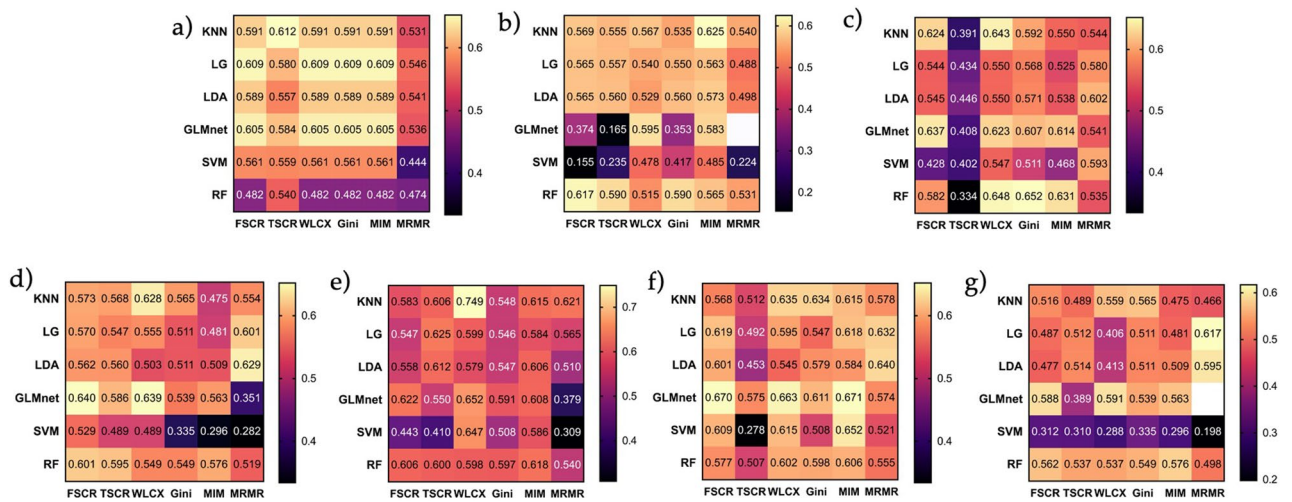 a)
KNN 0.591 0.612 0.591 0.591 0.591 0.531
LG 0.609 0.580 0.609 0.609 0.609 0.546
LDA 0.589 0.557 0.589 0.589 0.589 0.541
GLMnet 0.605 0.584 0.605 0.605 0.605 0.536
SVM 0.561 0.559 0.561 0.561 0.561 0.444
RF 0.482 0.540 0.482 0.482 0.482 0.474
FSCR TSCR WLCX Gini MIM MRMR
0.6
0.5
0.4
b)
KNN 0.569 0.555 0.567 0.535 0.625 0.540
LG 0.565 0.557 0.540 0.550 0.563 0.488
LDA 0.565 0.560 0.529 0.560 0.573 0.498
GLMnet 0.374 0.165 0.595 0.353 0.583
SVM 0.155 0.235 0.478 0.417 0.485 0.224
RF 0.617 0.590 0.515 0.590 0.565 0.531
FSCR TSCR WLCX Gini MIM MRMR
0.6
0.5
0.4
0.3
0.2
c)
KNN 0.624 0.391 0.643 0.592 0.550 0.544
LG 0.544 0.434 0.550 0.568 0.525 0.580
LDA 0.545 0.446 0.550 0.571 0.538 0.602
GLMnet 0.637 0.408 0.623 0.607 0.614 0.541
SVM 0.428 0.402 0.547 0.511 0.468 0.593
RF 0.582 0.334 0.648 0.652 0.631 0.535
FSCR TSCR WLCX Gini MIM MRMR
0.6
0.5
0.4
d)
KNN 0.573 0.568 0.628 0.565 0.475 0.554
LG 0.570 0.547 0.555 0.511 0.481 0.601
LDA 0.562 0.560 0.503 0.511 0.509 0.629
GLMnet 0.640 0.586 0.639 0.539 0.563 0.351
SVM 0.529 0.489 0.489 0.335 0.296 0.282
RF 0.601 0.595 0.549 0.549 0.576 0.519
FSCR TSCR WLCX Gini MIM MRMR
0.6
0.5
0.4
e)
KNN 0.583 0.606 0.749 0.548 0.615 0.621
LG 0.547 0.625 0.599 0.546 0.584 0.565
LDA 0.558 0.612 0.579 0.547 0.606 0.510
GLMnet 0.622 0.550 0.652 0.591 0.608 0.379
SVM 0.443 0.410 0.647 0.508 0.586 0.309
RF 0.606 0.600 0.598 0.597 0.618 0.540
FSCR TSCR WLCX Gini MIM MRMR
0.7
0.6
0.5
0.4
f)
KNN 0.568 0.512 0.635 0.634 0.615 0.578
LG 0.619 0.492 0.595 0.547 0.618 0.632
LDA 0.601 0.453 0.545 0.579 0.584 0.640
GLMnet 0.670 0.575 0.663 0.611 0.671 0.574
SVM 0.609 0.278 0.615 0.508 0.652 0.521
RF 0.577 0.507 0.602 0.598 0.606 0.555
FSCR TSCR WLCX Gini MIM MRMR
0.6
0.5
0.4
g)
KNN 0.516 0.489 0.559 0.565 0.475 0.466
LG 0.487 0.512 0.406 0.511 0.481 0.617
LDA 0.477 0.514 0.413 0.511 0.509 0.595
GLMnet 0.588 0.389 0.591 0.539 0.563
SVM 0.312 0.310 0.288 0.335 0.296 0.198
RF 0.562 0.537 0.537 0.549 0.576 0.498
FSCR TSCR WLCX Gini MIM MRMR
0.6
0.5
0.4
0.3
0.2